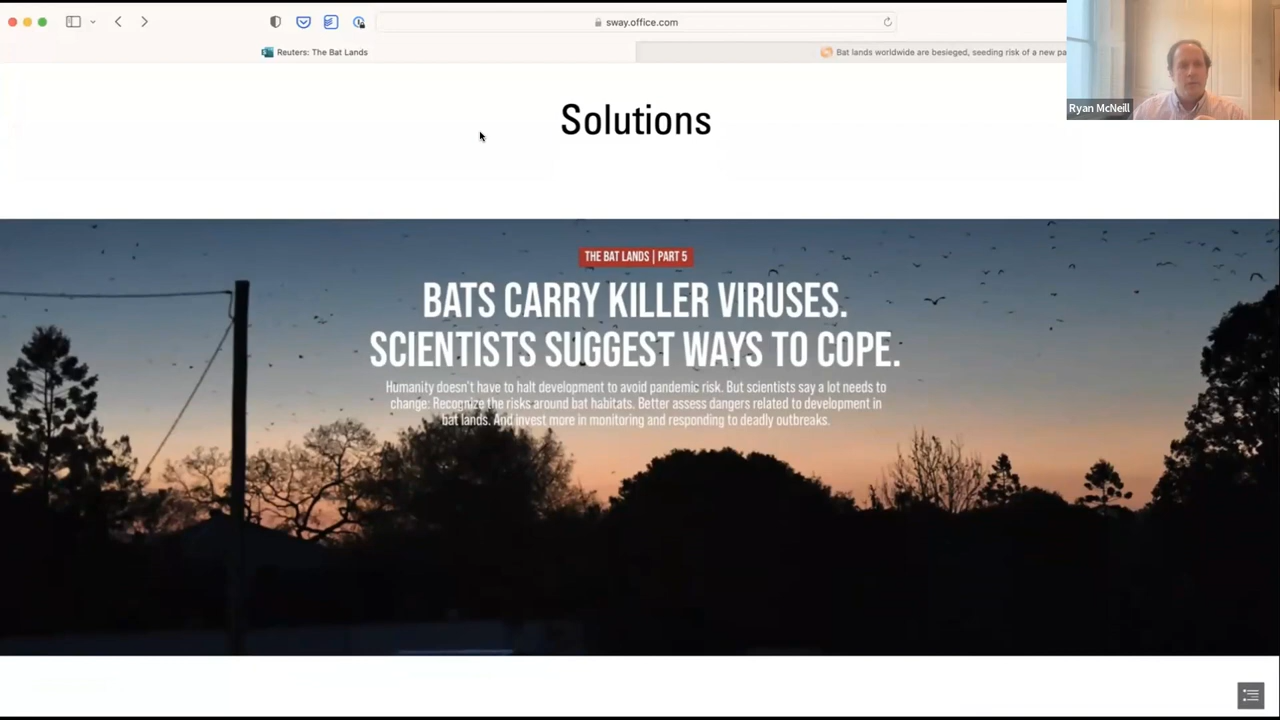 sway.office.com
Reuters: The Bat Lands
Bat lands worldwide are besieged, seeding risk of a new pa
Ryan McNeill
Solutions
THE BAT LANDS | PART 5
BATS CARRY KILLER VIRUSES.
SCIENTISTS SUGGEST WAYS TO COPE.
Humanity doesn't have to halt development to avoid pandemic risk. But scientists say a lot needs to
change: Recognize the risks around bat habitats. Better assess dangers related to development in
bat lands. And invest more in monitoring and responding to deadly outbreaks.